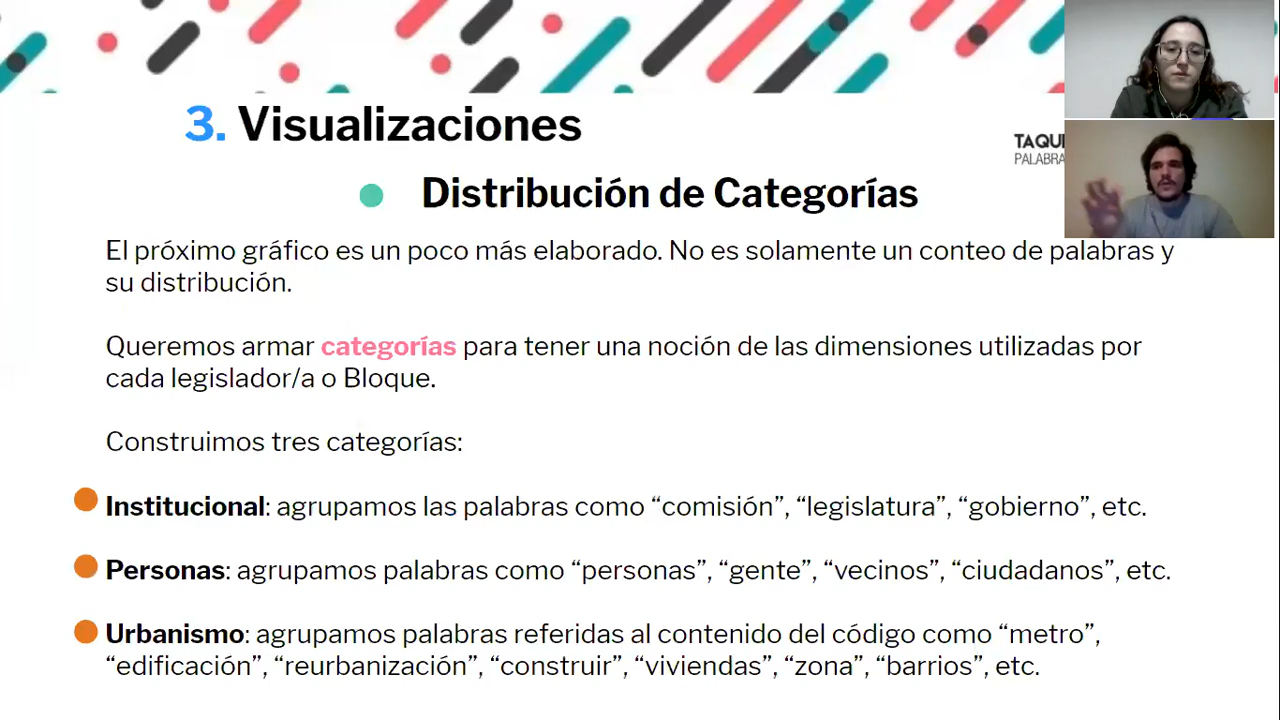 3. Visualizaciones
TAQUI
PALABRA
Distribución de Categorías
El próximo gráfico es un poco más elaborado. No es solamente un conteo de palabras y
su distribución.
Queremos armar categorías para tener una noción de las dimensiones utilizadas por
cada legislador/a o Bloque.
Construimos tres categorías:
Institucional: agrupamos las palabras como “comisión”, “legislatura”, “gobierno”, etc.
Personas: agrupamos palabras como “personas”, “gente”, “vecinos”, “ciudadanos”, etc.
Urbanismo: agrupamos palabras referidas al contenido del código como “metro”,
“edificación”, “reurbanización”, “construir”, “viviendas”, “zona”, “barrios”, etc.